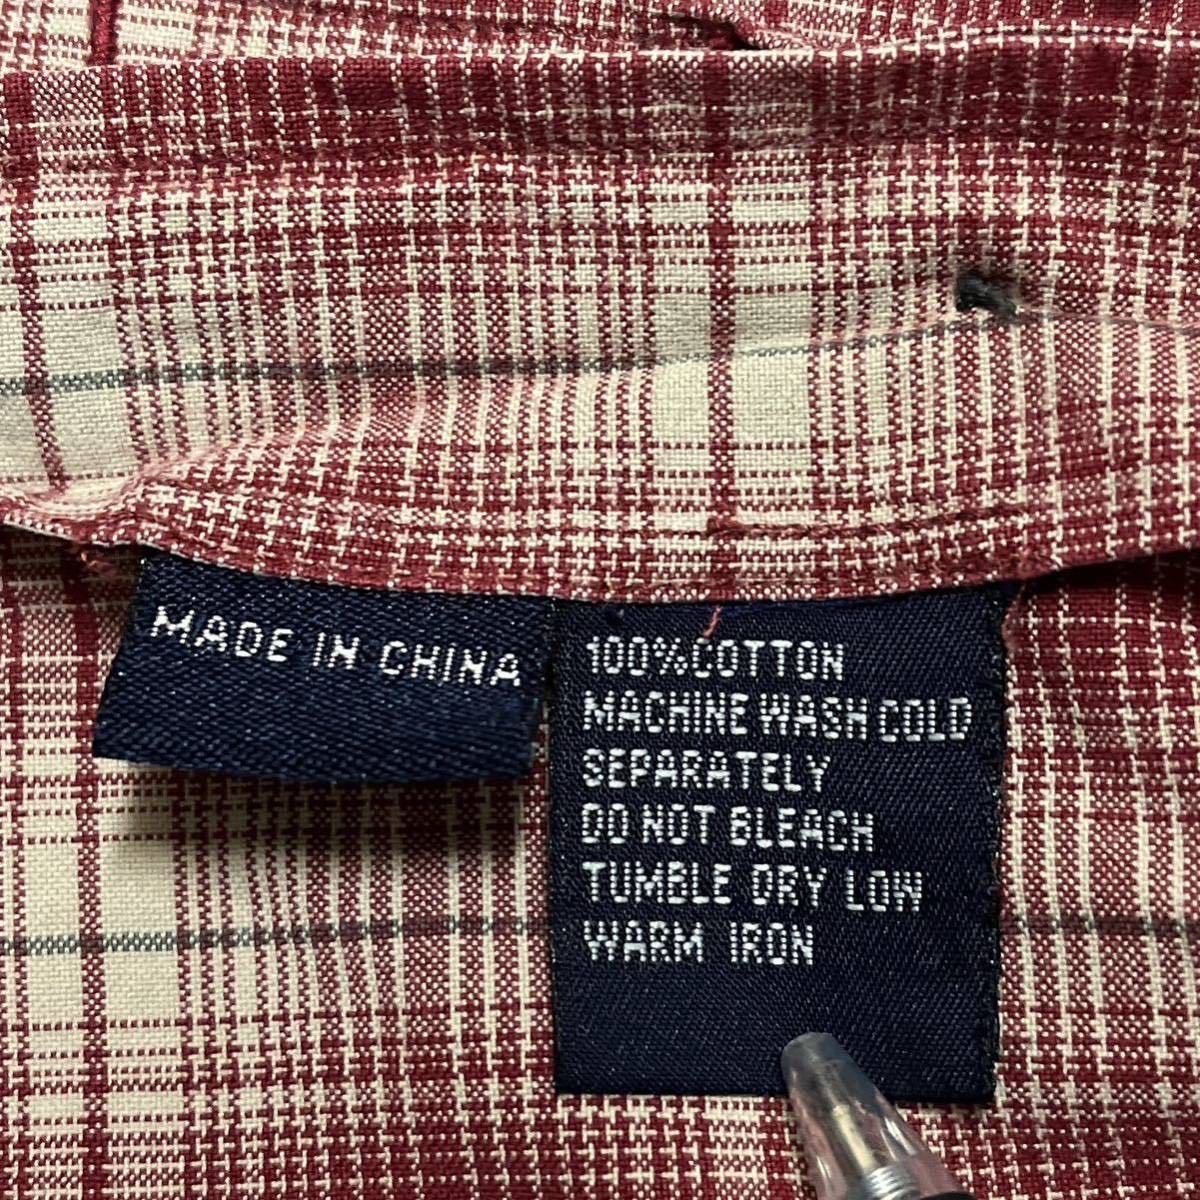 MADE IN CHINA
100% COTTON
MACHINE WASH COLD
SEPARATELY
DO NOT BLEACH
TUMBLE DRY LOW
WARM IRON